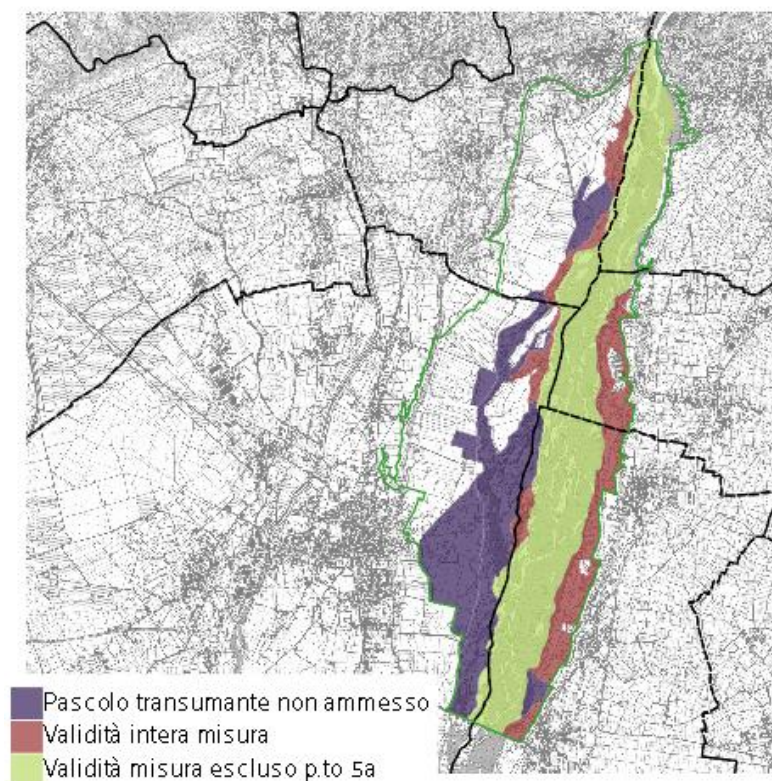 Pascolo transumante non ammesso
Validità intera misura
Validità misura escluso p.to 5a